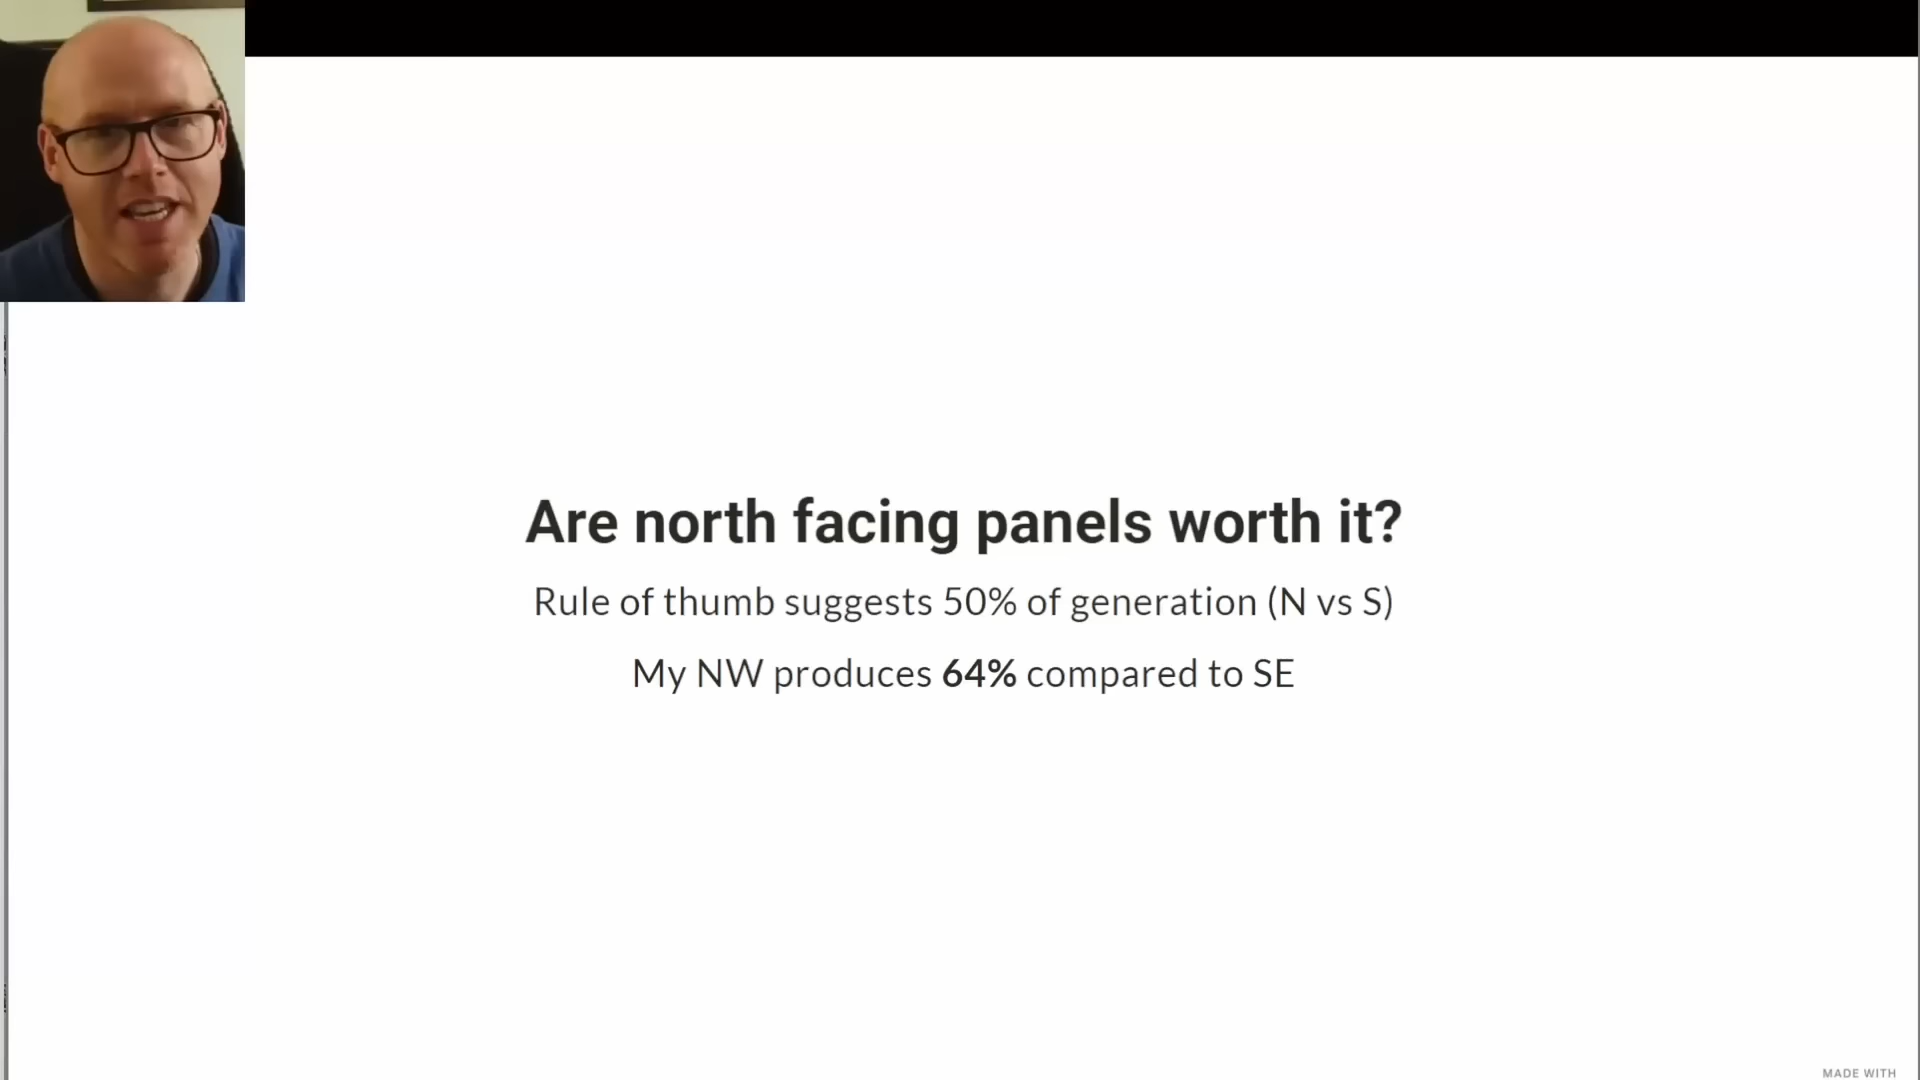 Are north facing panels worth it?
Rule of thumb suggests 50% of generation (N vs S)
My NW produces 64% compared to SE
MADE WITH